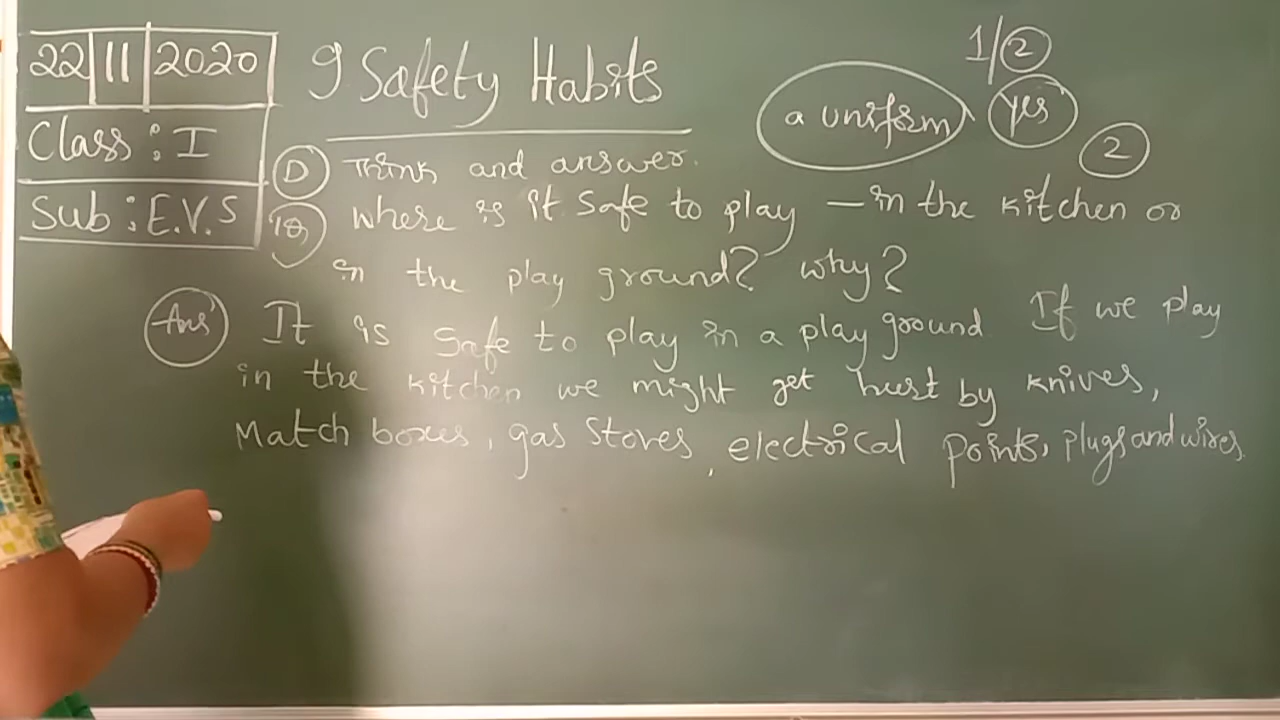 22|11|2020
Class : I
Sub : E.V.S
9 Safety Habits
1/2
a uniform yes
2
D Think and answer.
1Q where is it safe to play – in the kitchen or
in the play ground? why?
Ans It is safe to play in a play ground If we play
in the kitchen we might get hurt by knives,
Match boxes, gas stoves, electrical points, plugs and wires